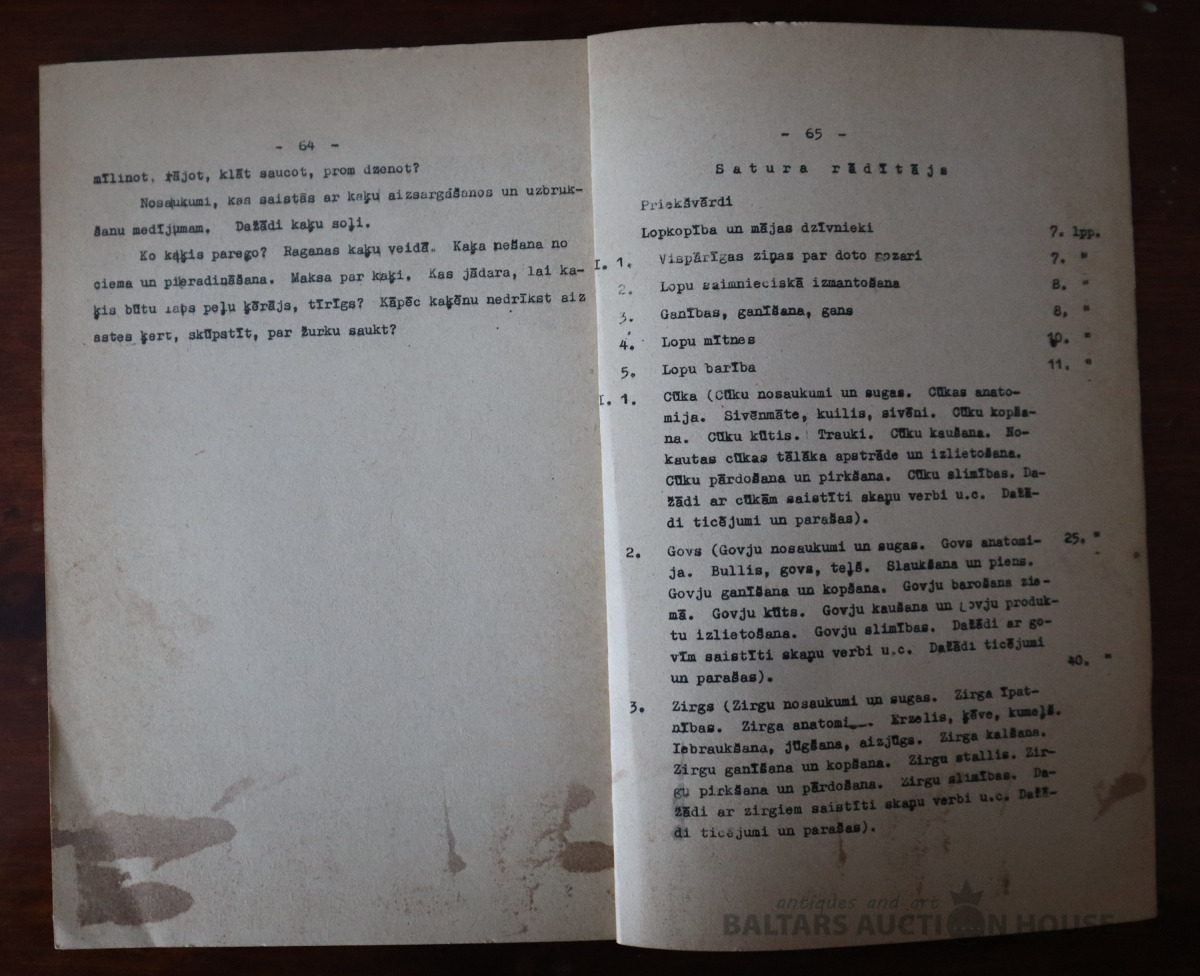 - 64 -
mīlinot, rājot, klāt saucot, prom dzenot?
Nosaukumi, kas saistās ar kaķu aizsargāšanos un uzbruk-
šanu medījumam. Dažādi kaķu soļi.
Ko kaķis parego? Raganas kaķu veidā. Kaķa nešana no
ciema un pieradināšana. Maksa par kaķi. Kas jādara, lai ka-
ķis būtu labs peļu ķērājs, tīrīgs? Kāpēc kaķēnu nedrīkst aiz
astes ķert, skūpstīt, par žurku saukt?
- 65 -
Satura rādītājs
Priekšvārdi
Lopkopība un mājas dzīvnieki 7. lpp.
I. 1. Vispārīgas ziņas par doto nozari 7. "
2. Lopu saimnieciskā izmantošana 8. "
3. Ganības, ganīšana, gans 8. "
4. Lopu mītnes 10. "
5. Lopu barība 11. "
I. 1. Cūka (Cūku nosaukumi un sugas. Cūkas anato-
mija. Sivēnmāte, kuilis, sivēni. Cūku kopša-
na. Cūku kūtis. Trauki. Cūku kaušana. No-
kautas cūkas tālāka apstrāde un izlietošana.
Cūku pārdošana un pirkšana. Cūku slimības. Da-
žādi ar cūkām saistīti skaņu verbi u.c. Dažā-
di ticējumi un parašas).
2. Govs (Govju nosaukumi un sugas. Govs anatomi- 25. "
ja. Bullis, govs, teļš. Slaukšana un piens.
Govju ganīšana un kopšana. Govju barošana zie-
mā. Govju kūts. Govju kaušana un govju produk-
tu izlietošana. Govju slimības. Dažādi ar go-
vīm saistīti skaņu verbi u.c. Dažādi ticējumi
un parašas). 40. "
3. Zirgs (Zirgu nosaukumi un sugas. Zirga īpat-
nības. Zirga anatomi. Ērzelis, ķēve, kumeļš.
Iebraukšana, jūgšana, aizjūgs. Zirga kalšana.
Zirgu ganīšana un kopšana. Zirgu stallis. Zir-
gu pirkšana un pārdošana. Zirgu slimības. Da-
žādi ar zirgiem saistīti skaņu verbi u.c. Dažā-
di ticējumi un parašas).
antiques and art
BALTARS AUCTION HOUSE